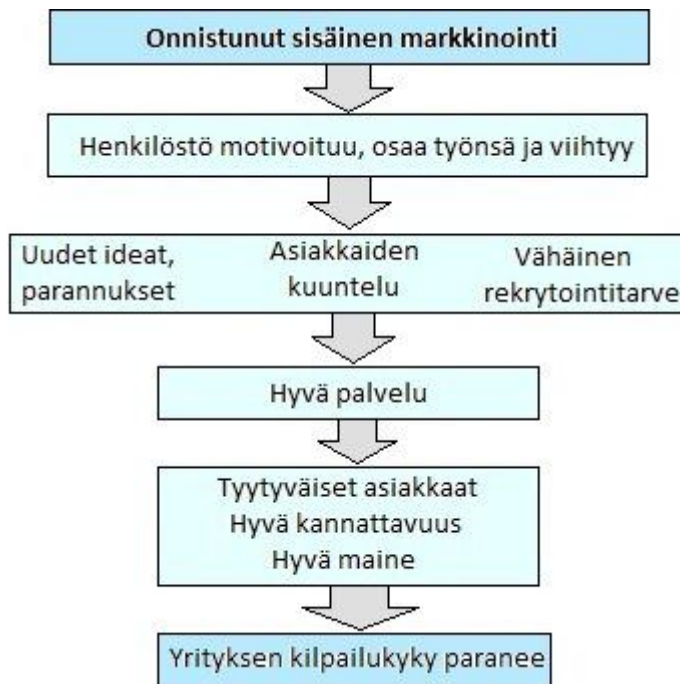 Onnistunut sisäinen markkinointi
Henkilöstö motivoituu, osaa työnsä ja viihtyy
Uudet ideat,
parannukset
Asiakkaiden
kuuntelu
Vähäinen
rekrytointitarve
Hyvä palvelu
Tyytyväiset asiakkaat
Hyvä kannattavuus
Hyvä maine
Yrityksen kilpailukyky paranee